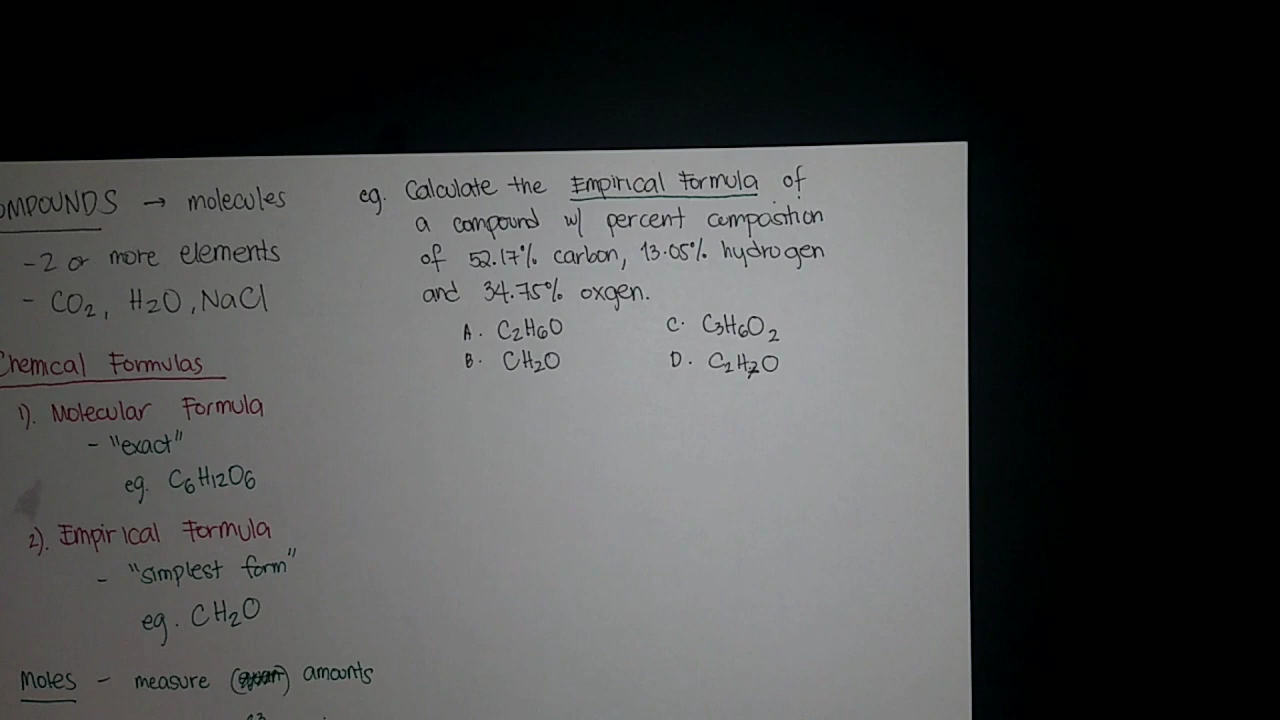 OMPOUNDS → molecules
-2 or more elements
- CO2, H2O, NaCl
Chemcal Formulas
1). Molecular Formula
- "exact"
eg. C6H12O6
2). Empirical Formula
- "simplest form"
eg. CH2O
Moles - measure () amounts
eg. Calculate the Empirical Formula of
a compound w/ percent compostion
of 52.17% carbon, 13.05% hydrogen
and 34.75% oxgen.
A. C2H6O C. C3H6O2
B. CH2O D. C2H2O